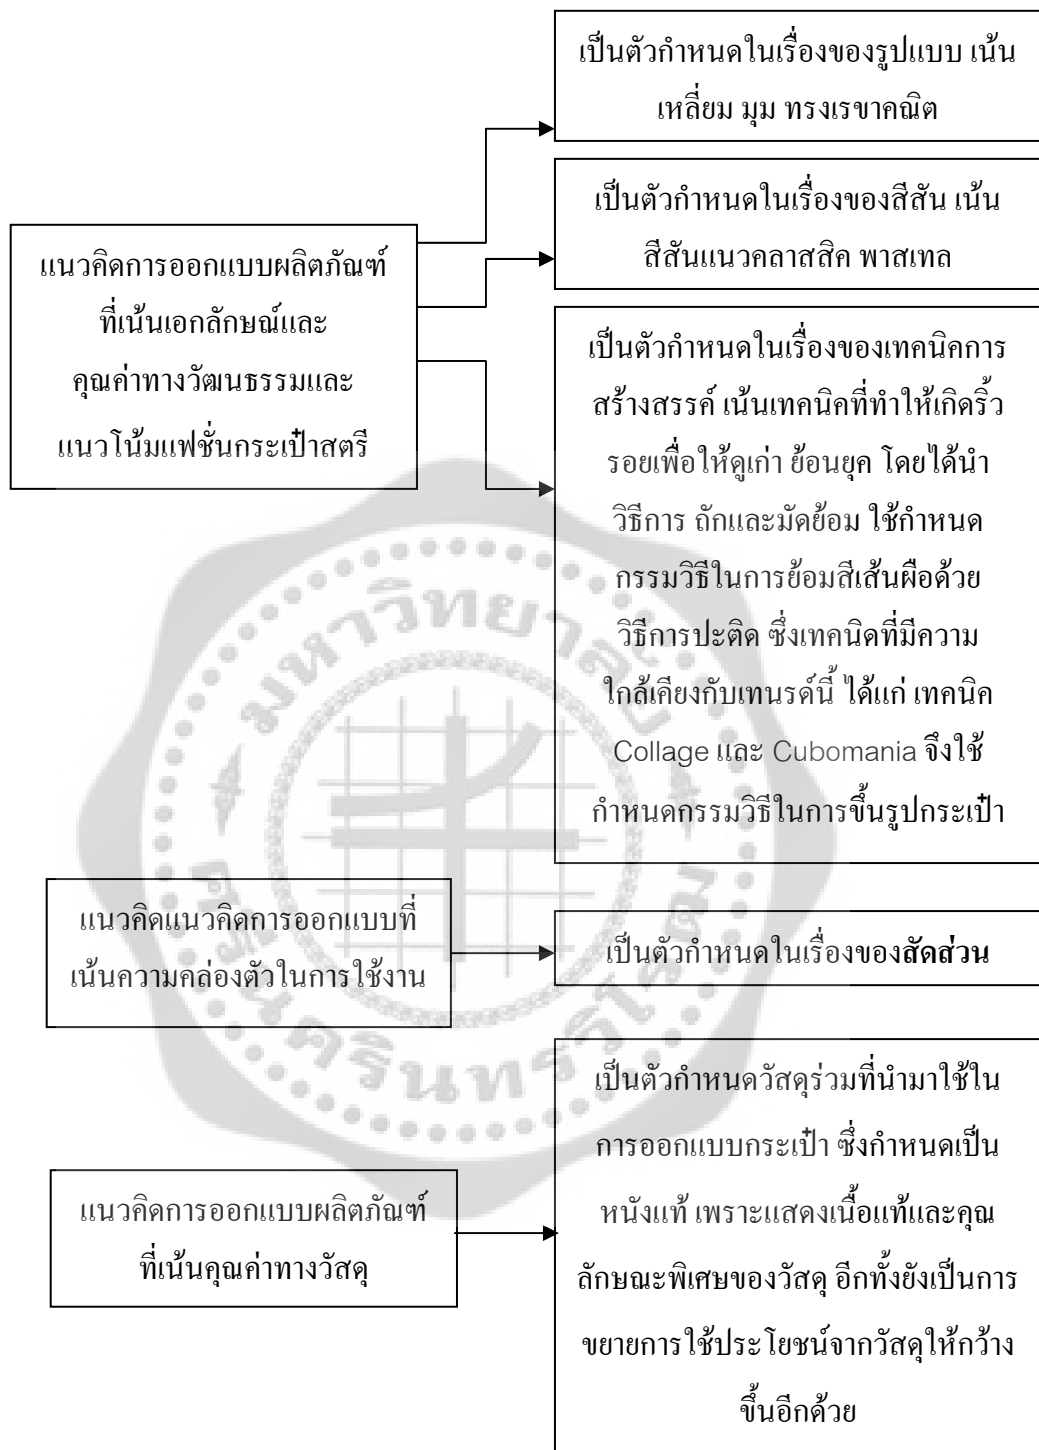 เป็นตัวกำหนดในเรื่องของรูปแบบ เน้น
เหลี่ยม มุม ทรงเรขาคณิต
เป็นตัวกำหนดในเรื่องของสีสัน เน้น
สีสันแนวคลาสสิค พาสเทล
แนวคิดการออกแบบผลิตภัณฑ์
ที่เน้นเอกลักษณ์และ
คุณค่าทางวัฒนธรรมและ
แนวโน้มแฟชั่นกระเป๋าสตรี
เป็นตัวกำหนดในเรื่องของเทคนิคการ
สร้างสรรค์ เน้นเทคนิคที่ทำให้เกิดริ้ว
รอยเพื่อให้ดูเก่า ย้อนยุค โดยได้นำ
วิธีการ ถักและมัดย้อม ใช้กำหนด
กรรมวิธีในการย้อมสีเส้นผือด้วย
วิธีการปะติด ซึ่งเทคนิดที่มีความ
ใกล้เคียงกับเทนรด์นี้ ได้แก่ เทคนิค
Collage และ Cubomania จึงใช้
กำหนดกรรมวิธีในการขึ้นรูปกระเป๋า
แนวคิดแนวคิดการออกแบบที่
เน้นความคล่องตัวในการใช้งาน
เป็นตัวกำหนดในเรื่องของสัดส่วน
แนวคิดการออกแบบผลิตภัณฑ์
ที่เน้นคุณค่าทางวัสดุ
เป็นตัวกำหนดวัสดุร่วมที่นำมาใช้ใน
การออกแบบกระเป๋า ซึ่งกำหนดเป็น
หนังแท้ เพราะแสดงเนื้อแท้และคุณ
ลักษณะพิเศษของวัสดุ อีกทั้งยังเป็นการ
ขยายการใช้ประโยชน์จากวัสดุให้กว้าง
ขึ้นอีกด้วย
มหาวิทยาลัย
ศรีนครินทรวิโรฒ